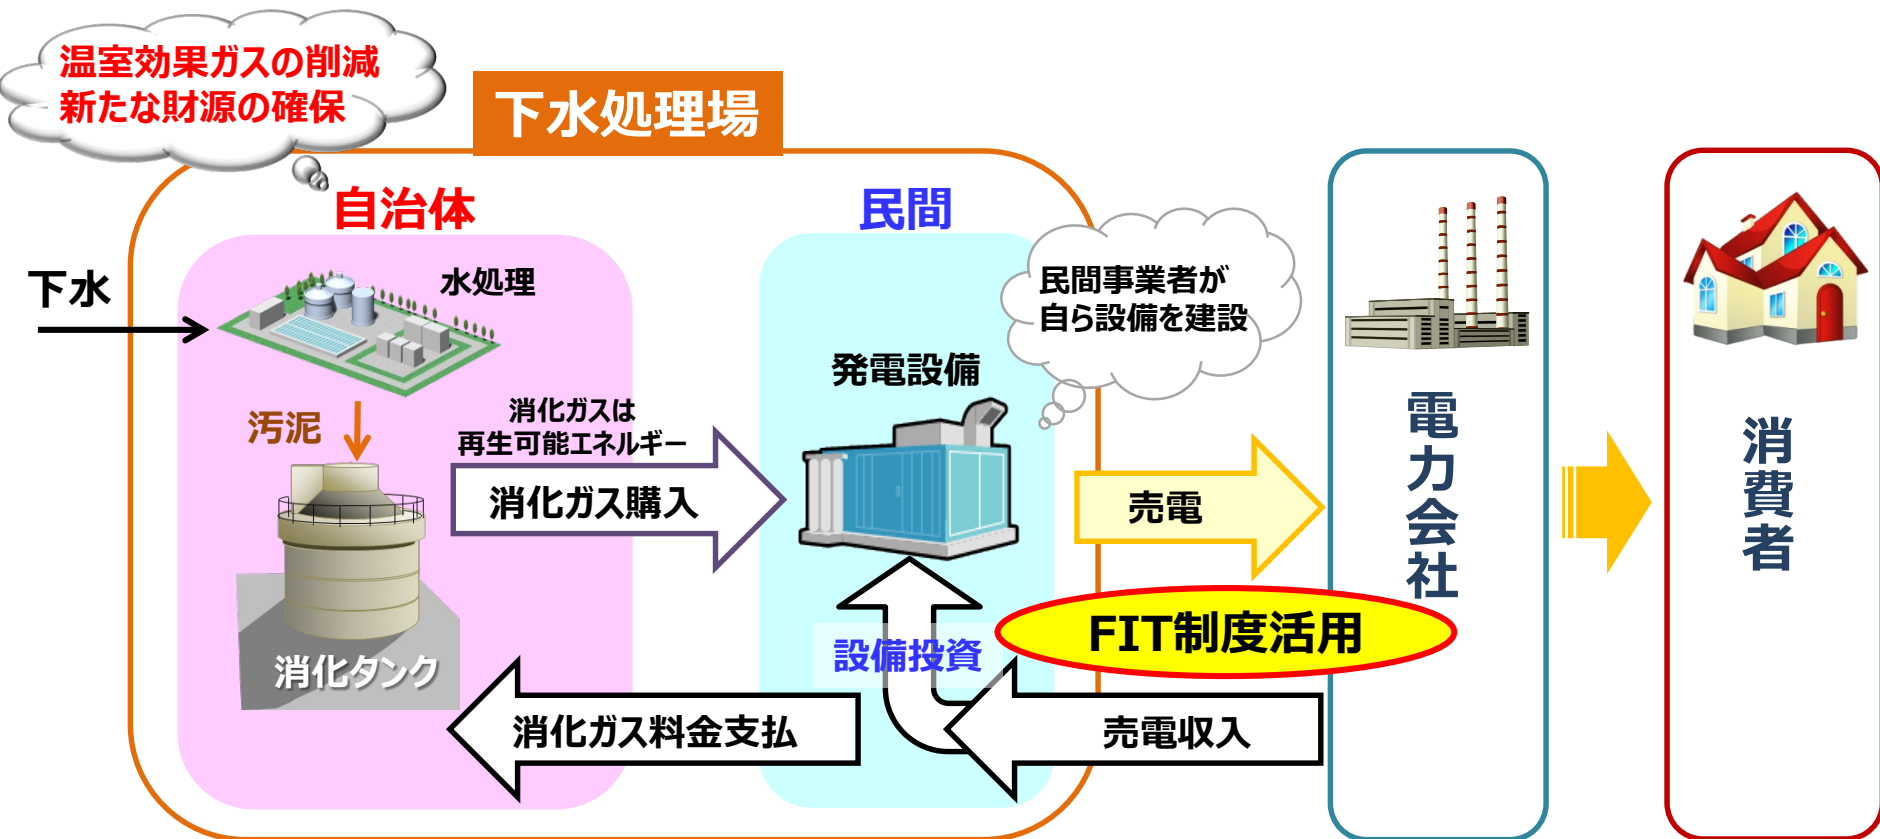 温室効果ガスの削減
新たな財源の確保
下水処理場
自治体
民間
下水
水処理
民間事業者が
自ら設備を建設
発電設備
汚泥
消化ガスは
再生可能エネルギー
消化ガス購入
売電
電力会社
消費者
FIT制度活用
設備投資
消化タンク
消化ガス料金支払
売電収入